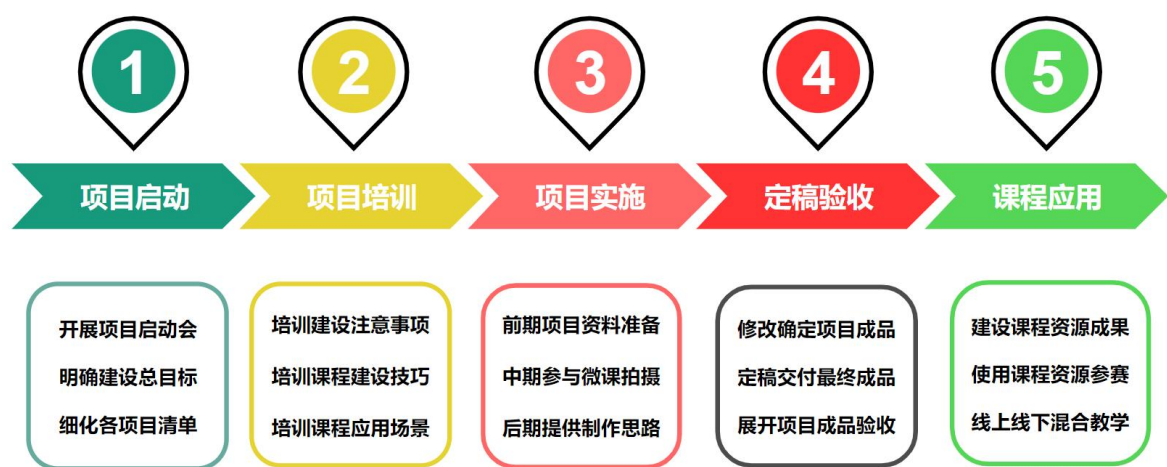 1
2
3
4
5
项目启动
项目培训
项目实施
定稿验收
课程应用
开展项目启动会
明确建设总目标
细化各项目清单
培训建设注意事项
培训课程建设技巧
培训课程应用场景
前期项目资料准备
中期参与微课拍摄
后期提供制作思路
修改确定项目成品
定稿交付最终成品
展开项目成品验收
建设课程资源成果
使用课程资源参赛
线上线下混合教学